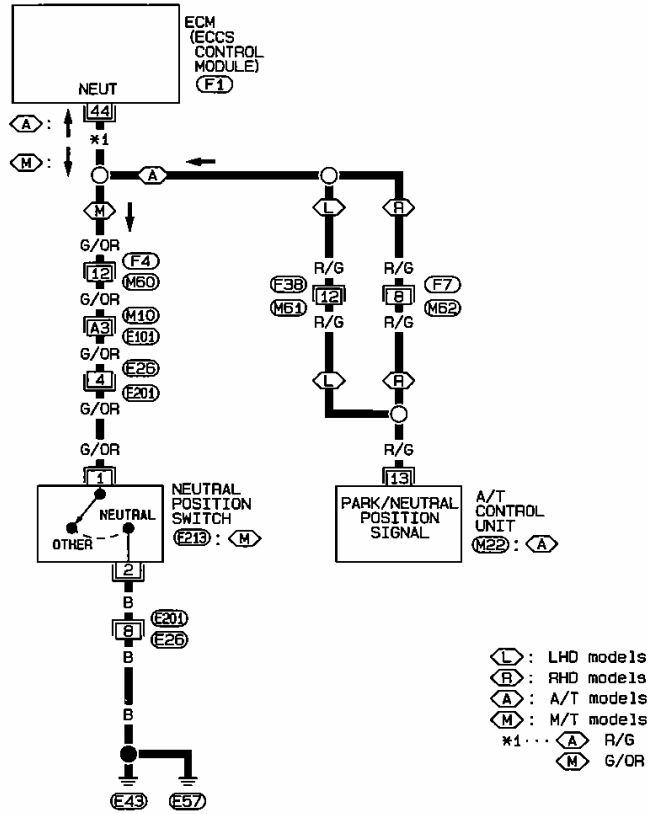 ECM
(ECCS
CONTROL
MODULE)
F1
NEUT
44
A :
*1
M :
A
M
L
R
G/OR
12
F4
M60
G/OR
A3
M10
E101
G/OR
4
E26
E201
G/OR
G/OR
1
R/G
R/G
F38
M61
12
8
F7
M62
R/G
R/G
L
R
R/G
13
NEUTRAL
OTHER
NEUTRAL
POSITION
SWITCH
E213 : M
PARK/NEUTRAL
POSITION
SIGNAL
A/T
CONTROL
UNIT
M22 : A
2
B
8
E201
E26
B
B
E43
E57
L : LHD models
R : RHD models
A : A/T models
M : M/T models
*1··· A R/G
M G/OR